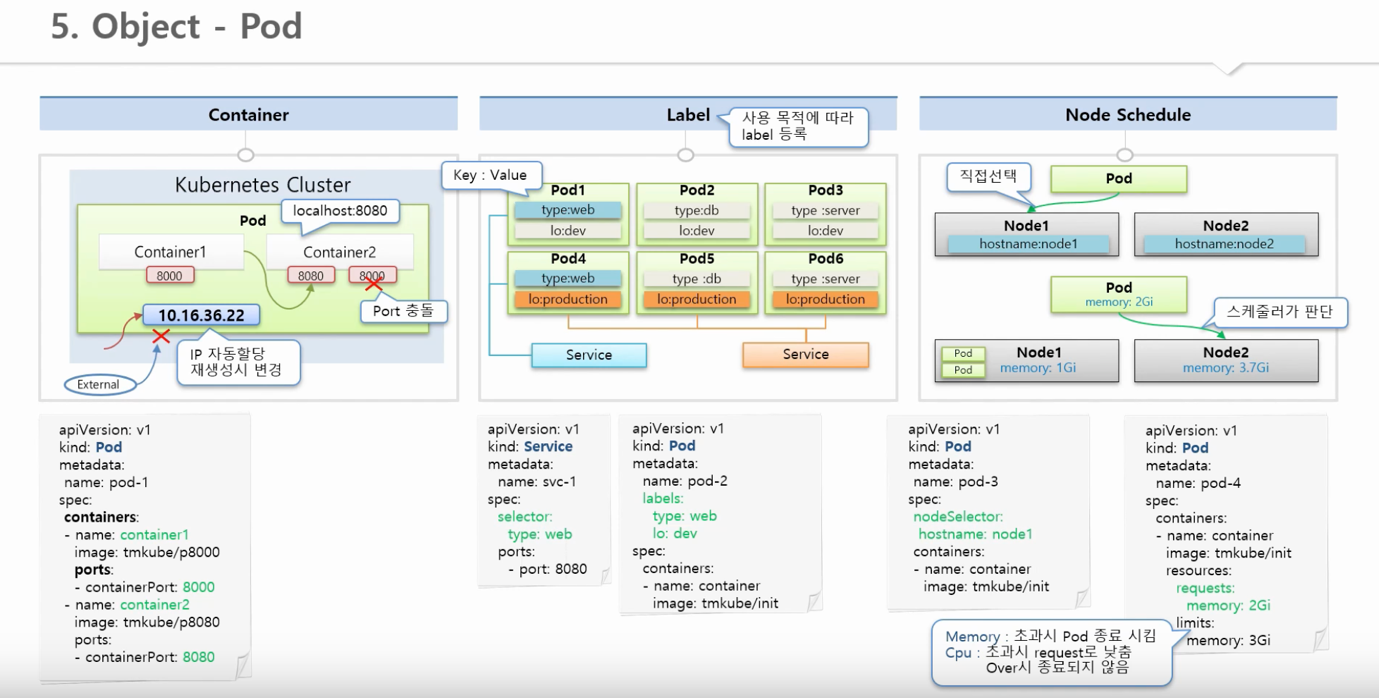 5. Object - Pod
Container
Kubernetes Cluster
Pod
localhost:8080
Container1
Container2
8000
8080
8000
Port 충돌
10.16.36.22
IP 자동할당
재생성시 변경
External
Label
사용 목적에 따라
label 등록
Key : Value
Pod1
type:web
lo:dev
Pod2
type:db
lo:dev
Pod3
type :server
lo:dev
Pod4
type:web
lo:production
Pod5
type :db
lo:production
Pod6
type :server
lo:production
Service
Service
Node Schedule
직접선택
Pod
Node1
hostname:node1
Node2
hostname:node2
Pod
memory: 2Gi
스케줄러가 판단
Pod
Pod
Node1
memory: 1Gi
Node2
memory: 3.7Gi
apiVersion: v1
kind: Pod
metadata:
name: pod-1
spec:
containers:
- name: container1
image: tmkube/p8000
ports:
- containerPort: 8000
- name: container2
image: tmkube/p8080
ports:
- containerPort: 8080
apiVersion: v1
kind: Service
metadata:
name: svc-1
spec:
selector:
type: web
ports:
- port: 8080
apiVersion: v1
kind: Pod
metadata:
name: pod-2
labels:
type: web
lo: dev
spec:
containers:
- name: container
image: tmkube/init
apiVersion: v1
kind: Pod
metadata:
name: pod-3
spec:
nodeSelector:
hostname: node1
containers:
- name: container
image: tmkube/init
apiVersion: v1
kind: Pod
metadata:
name: pod-4
spec:
containers:
- name: container
image: tmkube/init
resources:
requests:
memory: 2Gi
limits:
memory: 3Gi
Memory : 초과시 Pod 종료 시킴
Cpu : 초과시 request로 낮춤
Over시 종료되지 않음